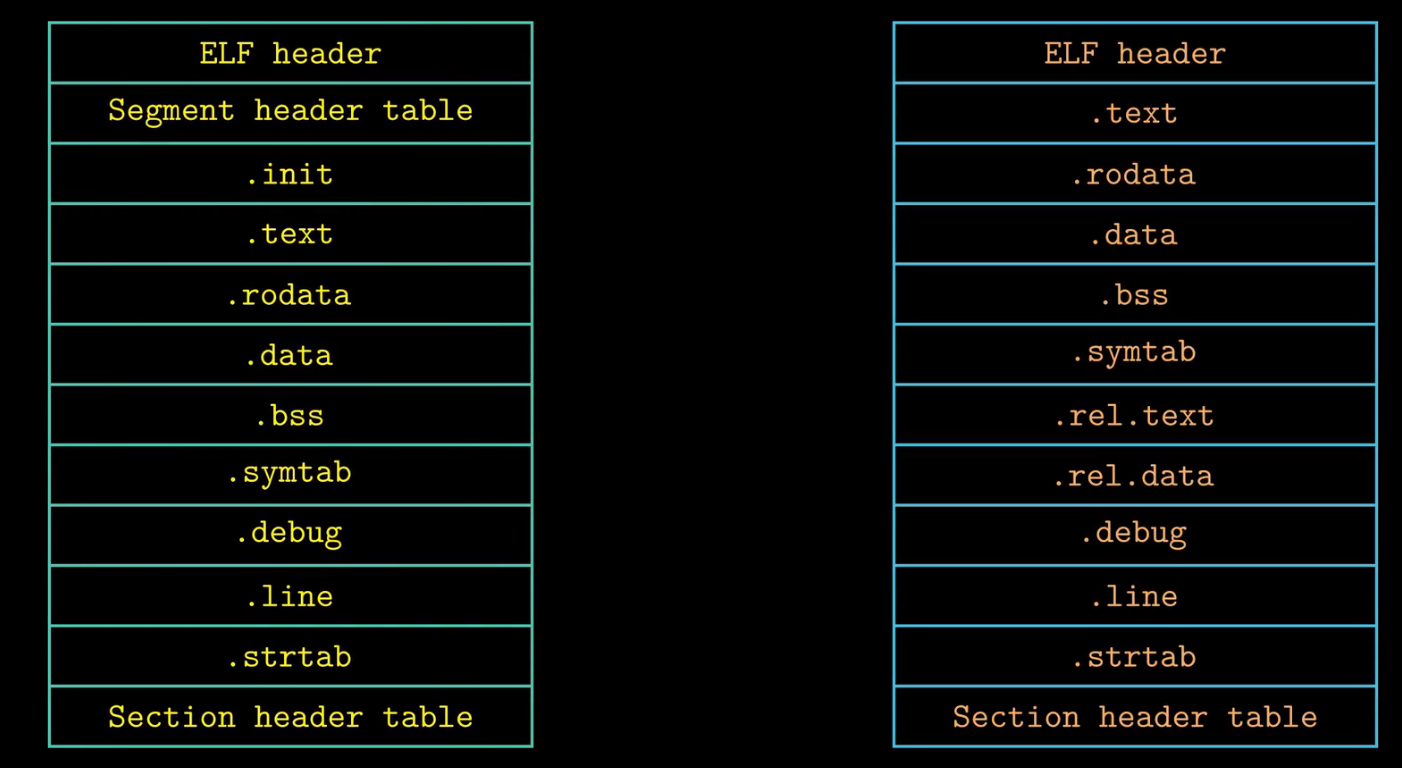 ELF header
Segment header table
.init
.text
.rodata
.data
.bss
.symtab
.debug
.line
.strtab
Section header table
ELF header
.text
.rodata
.data
.bss
.symtab
.rel.text
.rel.data
.debug
.line
.strtab
Section header table